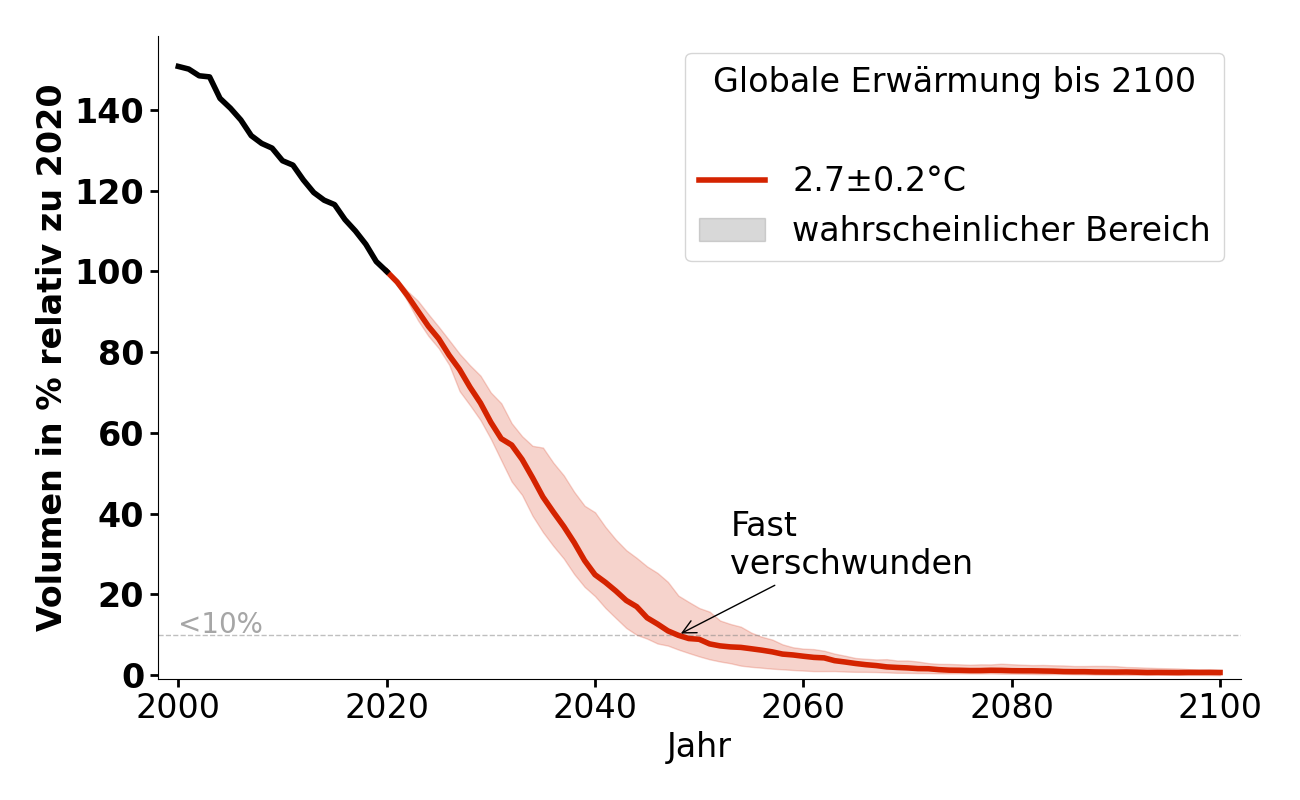 Volumen in % relativ zu 2020
140
120
100
80
60
40
20
0
Globale Erwärmung bis 2100
2.7±0.2°C
wahrscheinlicher Bereich
Fast
verschwunden
<10%
2000
2020
2040
2060
2080
2100
Jahr